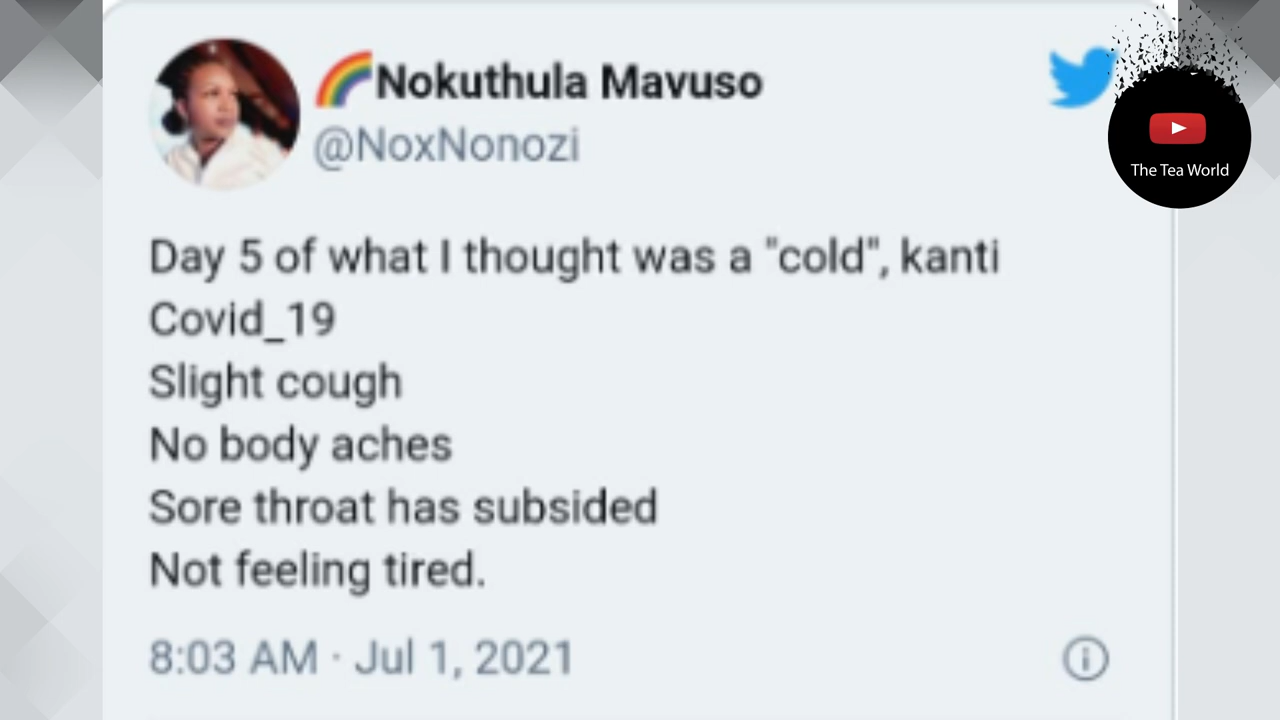 🌈Nokuthula Mavuso
@NoxNonozi
The Tea World
Day 5 of what I thought was a "cold", kanti
Covid_19
Slight cough
No body aches
Sore throat has subsided
Not feeling tired.
8:03 AM · Jul 1, 2021